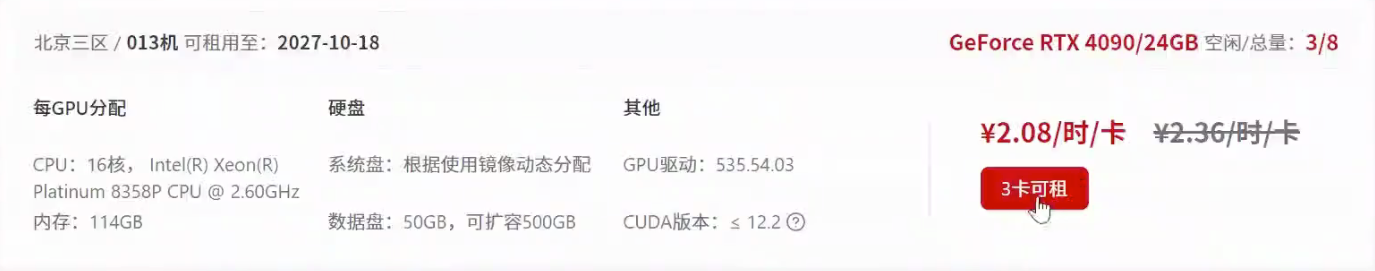 北京三区 / 013机 可租用至：2027-10-18
GeForce RTX 4090/24GB 空闲/总量：3/8
每GPU分配
CPU：16核， Intel(R) Xeon(R)
Platinum 8358P CPU @ 2.60GHz
内存：114GB
硬盘
系统盘：根据使用镜像动态分配
数据盘：50GB，可扩容500GB
其他
GPU驱动：535.54.03
CUDA版本：≤ 12.2 ?
¥2.08/时/卡 ¥2.36/时/卡
3卡可租